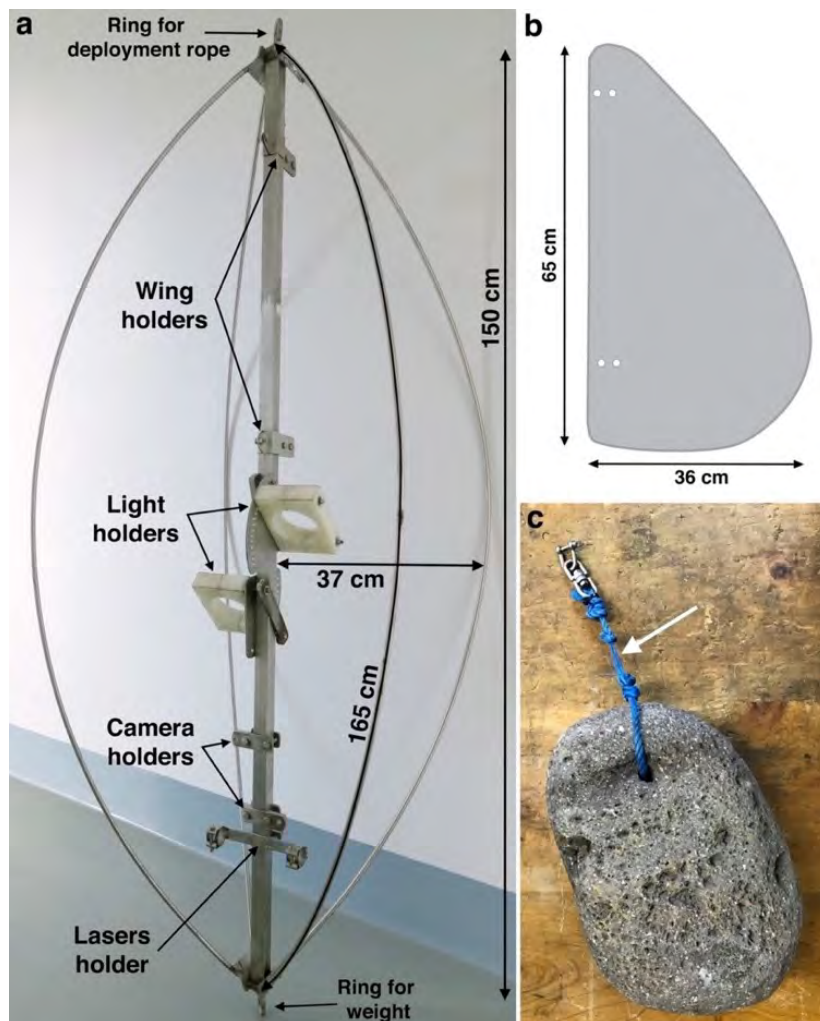 a
Ring for
deployment rope
Wing
holders
Light
holders
37 cm
150 cm
165 cm
Camera
holders
Lasers
holder
Ring for
weight
b
65 cm
36 cm
c